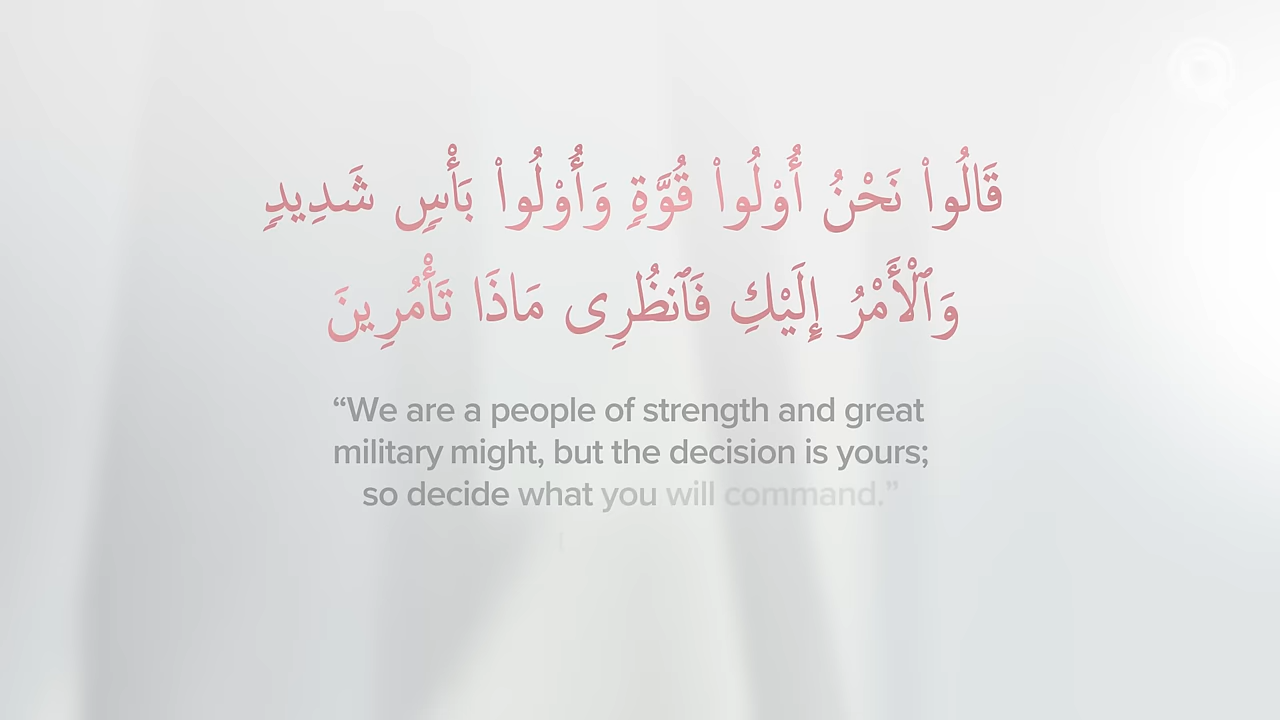 قَالُوا۟ نَحْنُ أُو۟لُوا۟ قُوَّةٍ وَأُو۟لُوا۟ بَأْسٍ شَدِيدٍ
وَٱلْأَمْرُ إِلَيْكِ فَٱنظُرِى مَاذَا تَأْمُرِينَ
“We are a people of strength and great
military might, but the decision is yours;
so decide what you will command.”